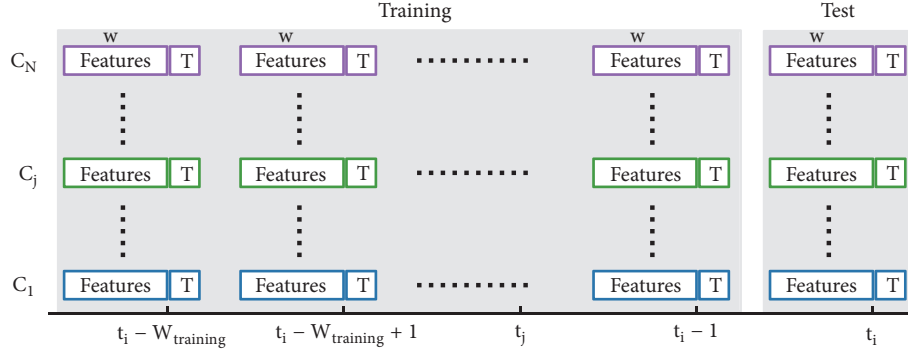 Training Test
w w w w
C_N Features T Features T Features T Features T
C_j Features T Features T Features T Features T
C_1 Features T Features T Features T Features T
t_i – W_training t_i – W_training + 1 t_j t_i – 1 t_i